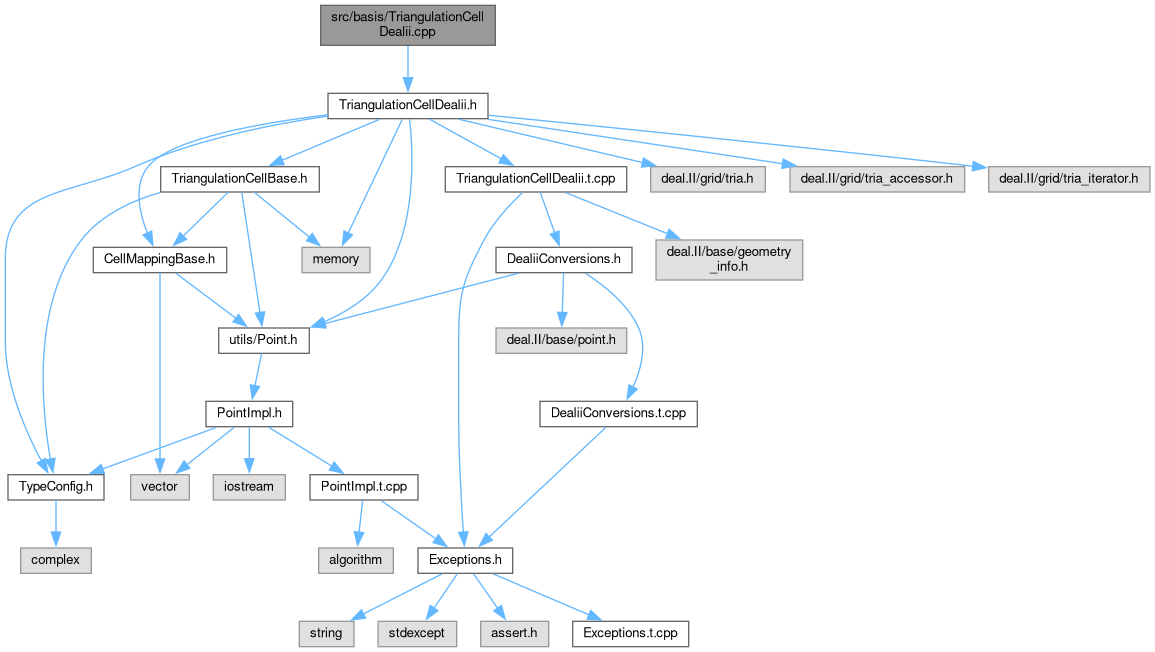 src/basis/TriangulationCell
Dealii.cpp
TriangulationCellDealii.h
TriangulationCellBase.h
TriangulationCellDealii.t.cpp
deal.II/grid/tria.h
deal.II/grid/tria_accessor.h
deal.II/grid/tria_iterator.h
CellMappingBase.h
memory
DealiiConversions.h
deal.II/base/geometry
_info.h
utils/Point.h
deal.II/base/point.h
PointImpl.h
DealiiConversions.t.cpp
TypeConfig.h
vector
iostream
PointImpl.t.cpp
complex
algorithm
Exceptions.h
string
stdexcept
assert.h
Exceptions.t.cpp